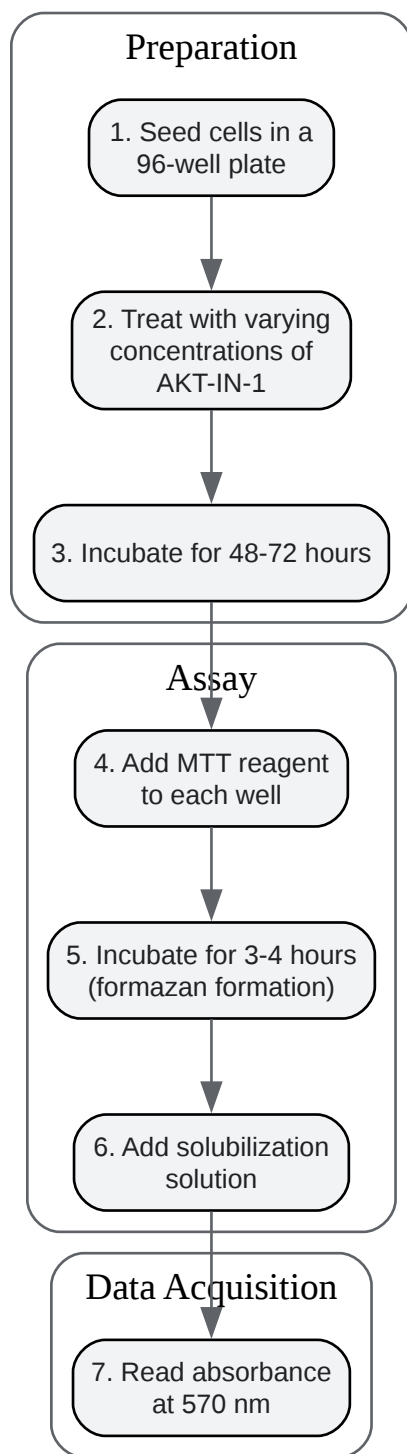 Preparation
1. Seed cells in a
96-well plate
2. Treat with varying
concentrations of
AKT-IN-1
3. Incubate for 48-72 hours
Assay
4. Add MTT reagent
to each well
5. Incubate for 3-4 hours
(formazan formation)
6. Add solubilization
solution
Data Acquisition
7. Read absorbance
at 570 nm